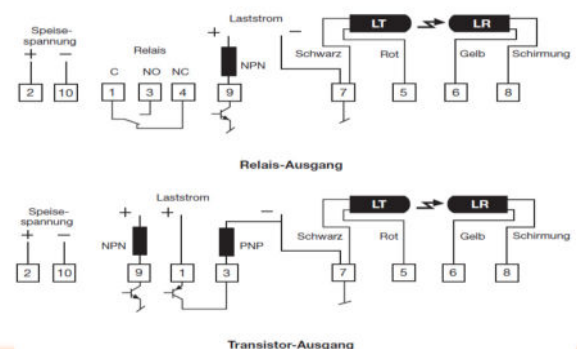 Speise-
spannung
+ −
2 10
Relais
C NO NC
1 3 4
Laststrom
+ −
NPN
9
LT LR
Schwarz Rot Gelb Schirmung
7 5 6 8
Relais-Ausgang
Speise-
spannung
+ −
2 10
Laststrom
+ + −
NPN PNP
9 1 3
LT LR
Schwarz Rot Gelb Schirmung
7 5 6 8
Transistor-Ausgang